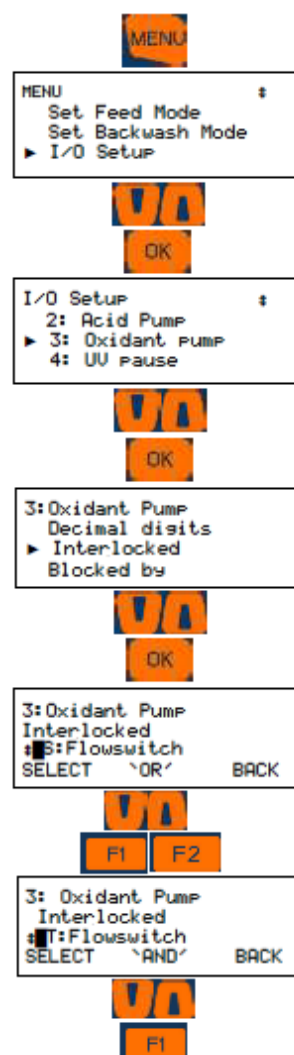 MENU
MENU ↕
Set Feed Mode
Set Backwash Mode
► I/O Setup
OK
I/O Setup ↕
2: Acid Pump
► 3: Oxidant pump
4: UV pause
OK
3:Oxidant Pump
Decimal digits
► Interlocked
Blocked by
OK
3:Oxidant Pump
Interlocked
↕█S:Flowswitch
SELECT `OR´ BACK
F1 F2
3: Oxidant Pump
Interlocked
↕█T:Flowswitch
SELECT `AND´ BACK
F1